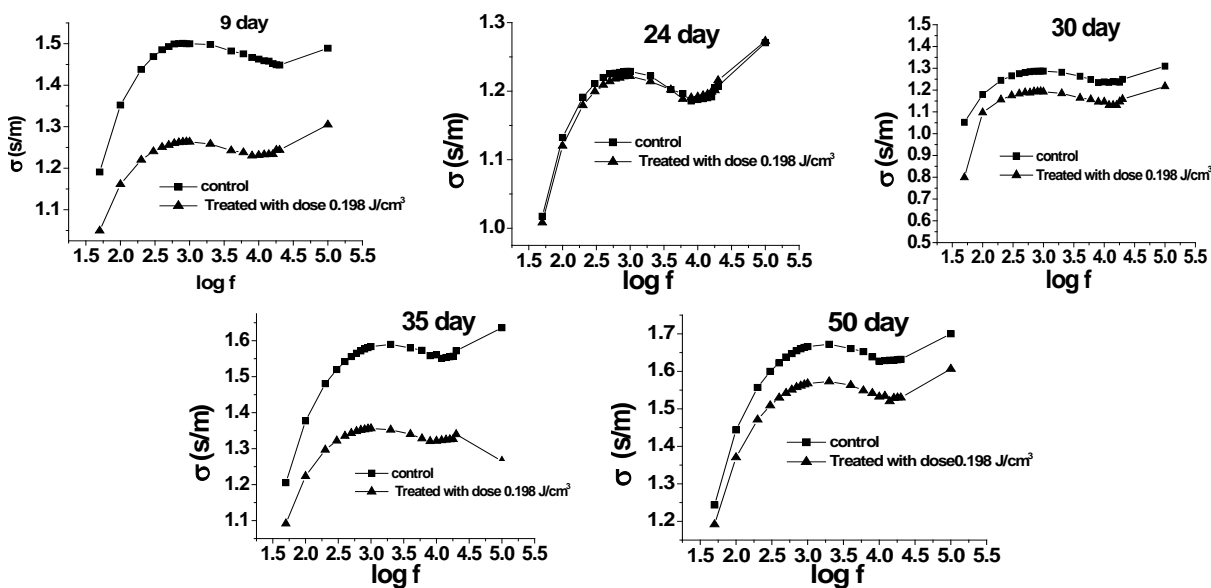 9 day
σ (s/m)
1.5
1.4
1.3
1.2
1.1
control
Treated with dose 0.198 J/cm³
1.5 2.0 2.5 3.0 3.5 4.0 4.5 5.0 5.5
log f
24 day
σ (s/m)
1.3
1.2
1.1
1.0
control
Treated with dose 0.198 J/cm³
1.5 2.0 2.5 3.0 3.5 4.0 4.5 5.0 5.5
log f
30 day
σ (s/m)
1.5
1.4
1.3
1.2
1.1
1.0
0.9
0.8
0.7
0.6
0.5
control
Treated with dose 0.198 J/cm³
1.5 2.0 2.5 3.0 3.5 4.0 4.5 5.0 5.5
log f
35 day
σ (s/m)
1.6
1.5
1.4
1.3
1.2
1.1
control
Treated with dose 0.198 J/cm³
1.5 2.0 2.5 3.0 3.5 4.0 4.5 5.0 5.5
log f
50 day
σ (s/m)
1.7
1.6
1.5
1.4
1.3
1.2
control
Treated with dose0.198 J/cm³
1.5 2.0 2.5 3.0 3.5 4.0 4.5 5.0 5.5
log f